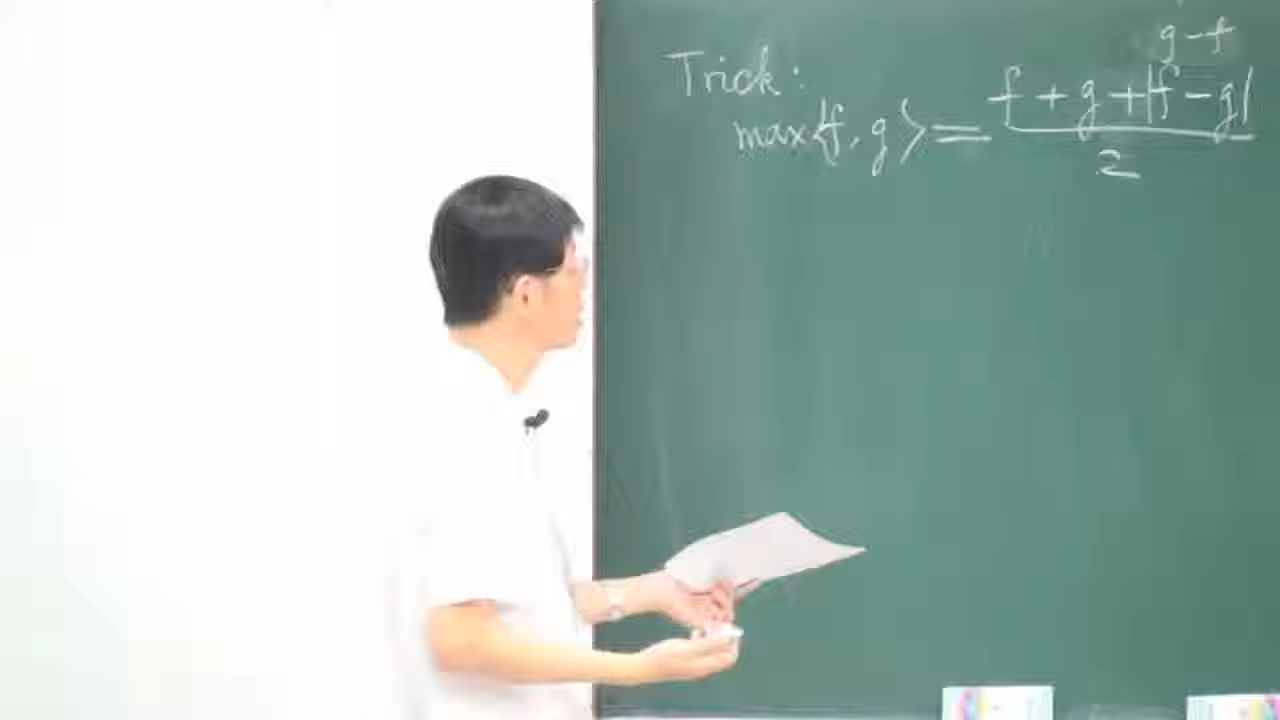 g-f
Trick:
max{f, g} = f + g + |f - g| / 2